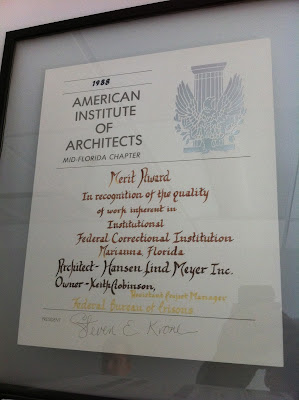 1988
AMERICAN
INSTITUTE
OF
ARCHITECTS
MID-FLORIDA CHAPTER
Merit Award
In recognition of the quality
of work inherent in
Institutional
Federal Correctional Institution
Marianna, Florida
Architect - Hansen Lind Meyer Inc.
Owner - Keith Robinson,
Assistant Project Manager
Federal Bureau of Prisons
PRESIDENT Steven E Krone